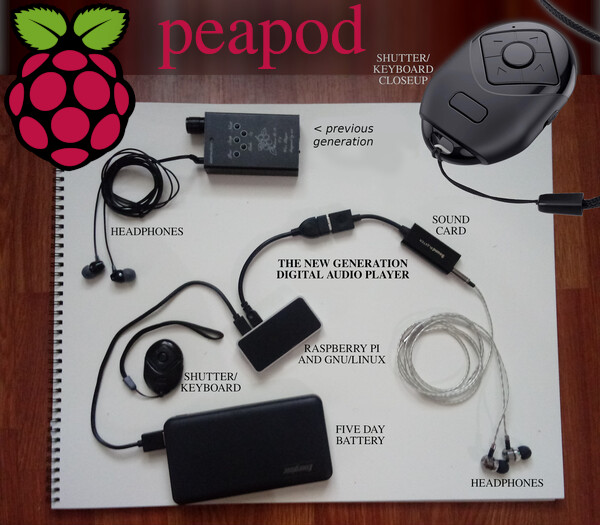 peapod
SHUTTER/
KEYBOARD
CLOSEUP
< previous
generation
HEADPHONES
SOUND
CARD
THE NEW GENERATION
DIGITAL AUDIO PLAYER
RASPBERRY PI
AND GNU/LINUX
SHUTTER/
KEYBOARD
FIVE DAY
BATTERY
Energizer
HEADPHONES